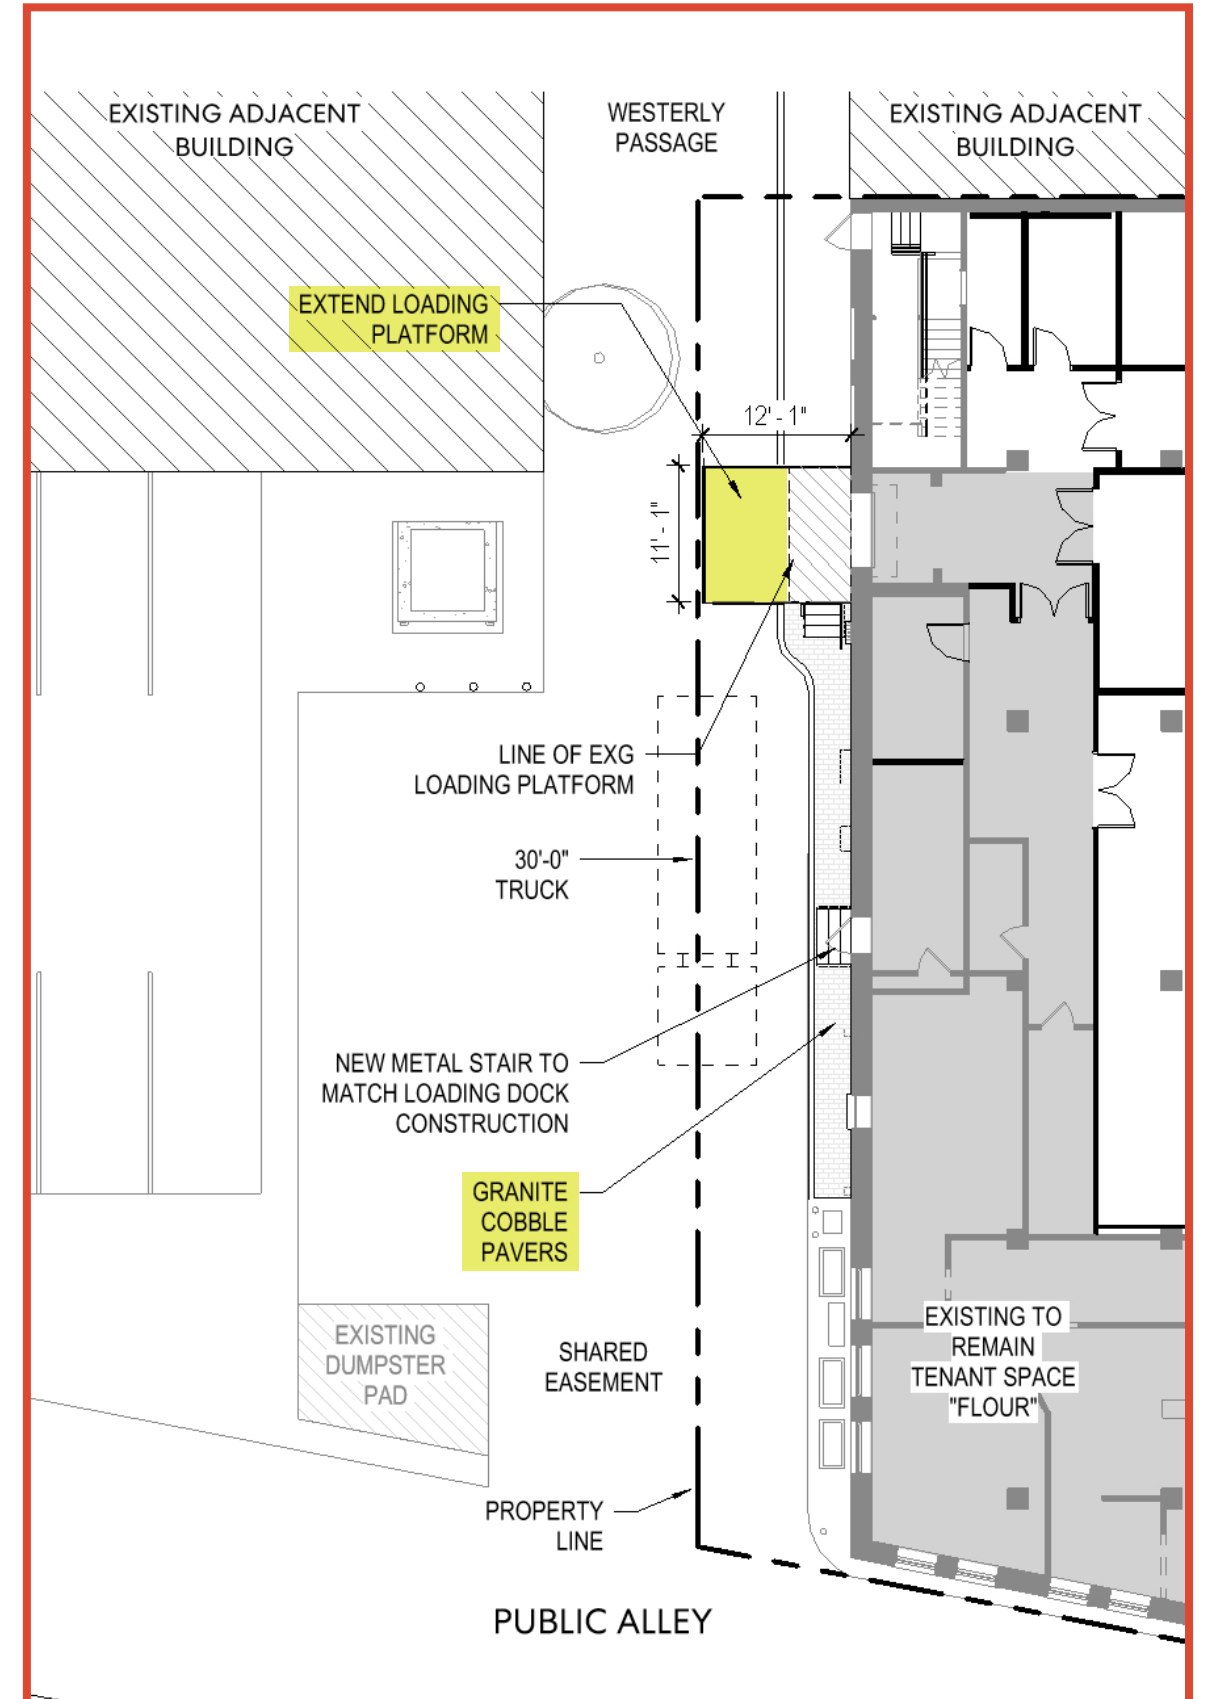 EXISTING ADJACENT
BUILDING
WESTERLY
PASSAGE
EXISTING ADJACENT
BUILDING
EXTEND LOADING
PLATFORM
12'-1"
11'-1"
LINE OF EXG
LOADING PLATFORM
30'-0"
TRUCK
NEW METAL STAIR TO
MATCH LOADING DOCK
CONSTRUCTION
GRANITE
COBBLE
PAVERS
EXISTING
DUMPSTER
PAD
SHARED
EASEMENT
EXISTING TO
REMAIN
TENANT SPACE
"FLOUR"
PROPERTY
LINE
PUBLIC ALLEY